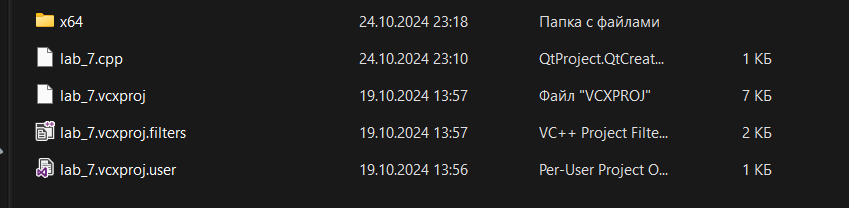 x64 24.10.2024 23:18 Папка с файлами
lab_7.cpp 24.10.2024 23:10 QtProject.QtCreat... 1 КБ
lab_7.vcxproj 19.10.2024 13:57 Файл "VCXPROJ" 7 КБ
lab_7.vcxproj.filters 19.10.2024 13:57 VC++ Project Filte... 2 КБ
lab_7.vcxproj.user 19.10.2024 13:56 Per-User Project O... 1 КБ